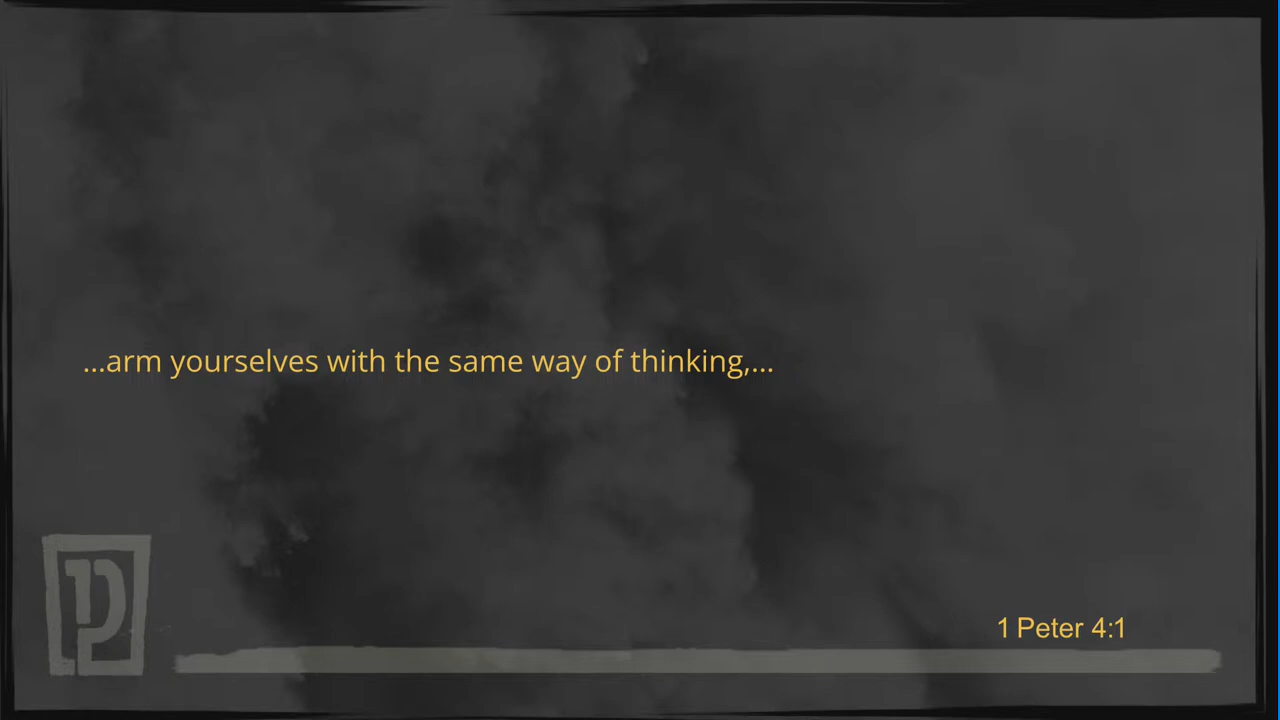 ...arm yourselves with the same way of thinking,...
1 Peter 4:1